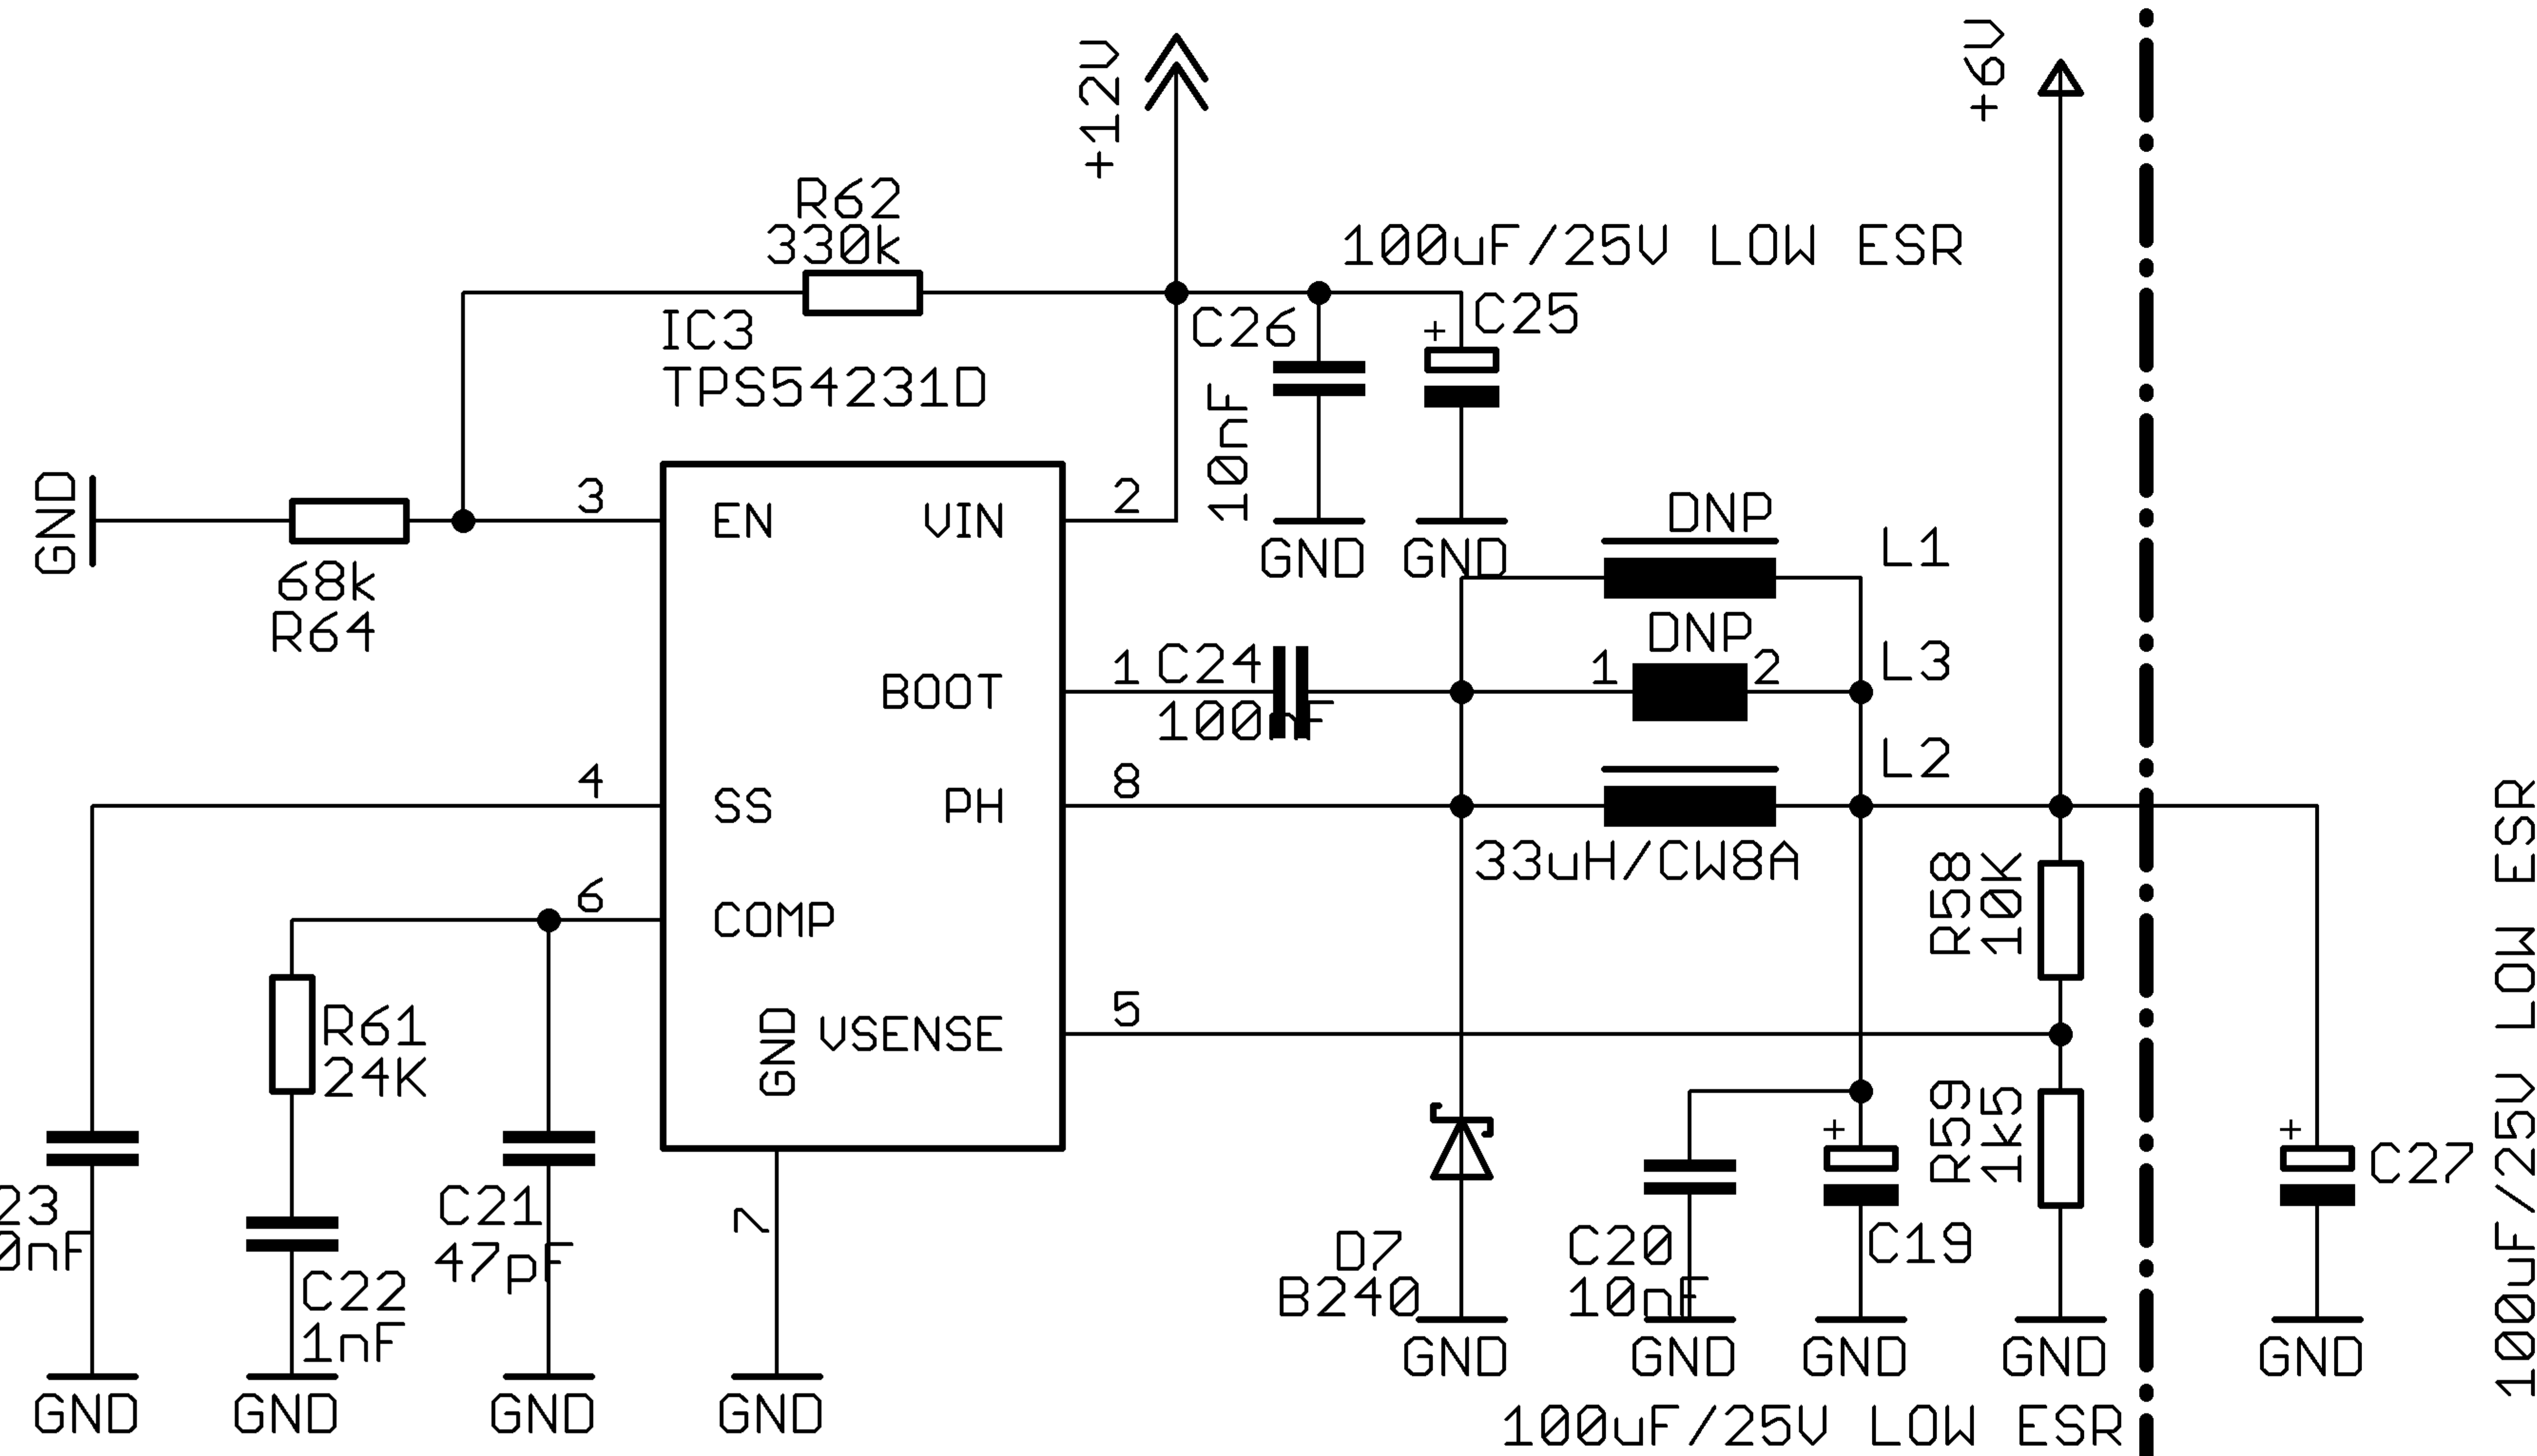 +12V
+6V
R62
330k
100uF/25V LOW ESR
IC3
TPS54231D
C26
10nF
C25
+
GND
GND
GND
68k
R64
3
EN
VIN
2
DNP
L1
DNP
1
2
L3
BOOT
1
C24
100nF
4
SS
PH
8
L2
33uH/CW8A
6
COMP
R58
10K
R61
24K
GND
VSENSE
5
R59
1k5
23
0nF
C22
1nF
C21
47pF
7
D7
B240
C20
10nF
+
C19
+
C27
100uF/25V LOW ESR
GND
GND
GND
GND
GND
GND
GND
GND
GND
100uF/25V LOW ESR